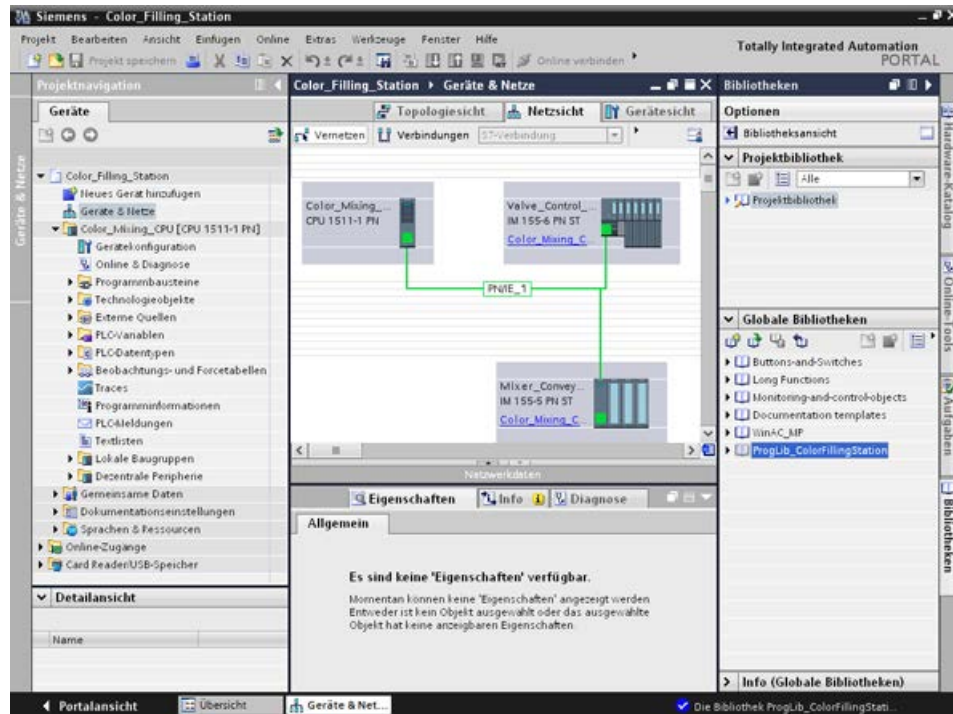 Siemens - Color_Filling_Station
Projekt Bearbeiten Ansicht Einfügen Online Extras Werkzeuge Fenster Hilfe
Totally Integrated Automation
PORTAL
Projekt speichern
Online verbinden
Projektnavigation
Geräte
Geräte & Netze
Color_Filling_Station
Neues Gerät hinzufügen
Geräte & Netze
Color_Mixing_CPU [CPU 1511-1 PN]
Gerätekonfiguration
Online & Diagnose
Programmbausteine
Technologieobjekte
Externe Quellen
PLC-Variablen
PLC-Datentypen
Beobachtungs- und Forcetabellen
Traces
Programminformationen
PLC-Meldungen
Textlisten
Lokale Baugruppen
Dezentrale Peripherie
Gemeinsame Daten
Dokumentationseinstellungen
Sprachen & Ressourcen
Online-Zugänge
Card Reader/USB-Speicher
Detailansicht
Name
Color_Filling_Station ▸ Geräte & Netze
Topologiesicht Netzsicht Gerätesicht
Vernetzen Verbindungen S7-Verbindung
Color_Mixing_...
CPU 1511-1 PN
Valve_Control_...
IM 155-6 PN ST
Color_Mixing_C...
PN/IE_1
Mixer_Convey...
IM 155-5 PN ST
Color_Mixing_C...
Netzwerkdaten
Eigenschaften Info Diagnose
Allgemein
Es sind keine 'Eigenschaften' verfügbar.
Momentan können keine 'Eigenschaften' angezeigt werden
Entweder ist kein Objekt ausgewählt oder das ausgewählte
Objekt hat keine anzeigbaren Eigenschaften.
Bibliotheken
Optionen
Bibliotheksansicht
Projektbibliothek
Alle
Projektbibliothek
Globale Bibliotheken
Buttons-and-Switches
Long Functions
Monitoring-and-control-objects
Documentation templates
WinAC_MP
ProgLib_ColorFillingStation
Info (Globale Bibliotheken)
Hardware-Katalog
Online-Tools
Aufgaben
Bibliotheken
Portalansicht
Übersicht
Geräte & Net...
Die Bibliothek ProgLib_ColorFillingStati...